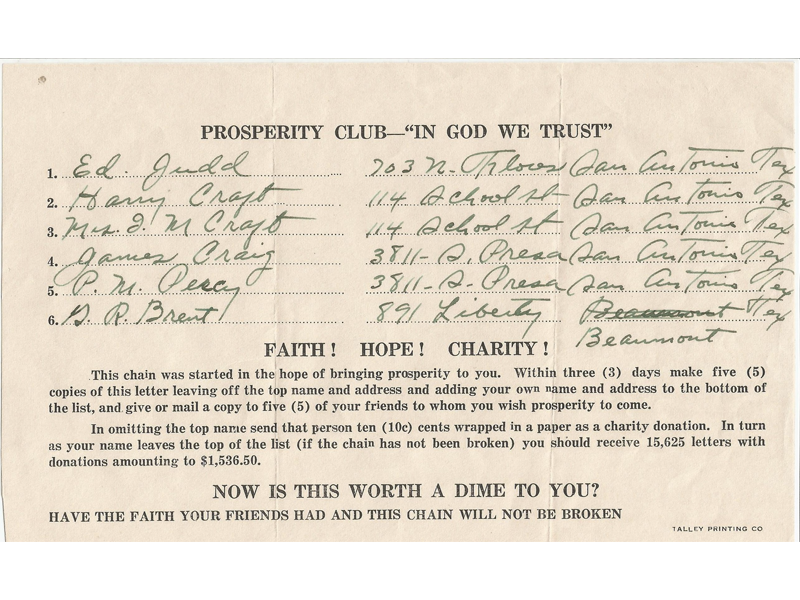 PROSPERITY CLUB—"IN GOD WE TRUST"
1. Ed. Judd 703 N. Flores San Antonio Tex
2. Harry Craft 114 School St San Antonio Tex
3. Mrs. J. M Craft 114 School St San Antonio Tex
4. James Craig 3811- S. Presa San Antonio Tex
5. P. M. Percy 3811- S- Presa San Antonio Tex
6. G. R. Brent 891 Liberty Beaumont Tex
Beaumont
FAITH! HOPE! CHARITY!
This chain was started in the hope of bringing prosperity to you. Within three (3) days make five (5)
copies of this letter leaving off the top name and address and adding your own name and address to the bottom of
the list, and give or mail a copy to five (5) of your friends to whom you wish prosperity to come.
In omitting the top name send that person ten (10c) cents wrapped in a paper as a charity donation. In turn
as your name leaves the top of the list (if the chain has not been broken) you should receive 15,625 letters with
donations amounting to $1,536.50.
NOW IS THIS WORTH A DIME TO YOU?
HAVE THE FAITH YOUR FRIENDS HAD AND THIS CHAIN WILL NOT BE BROKEN
TALLEY PRINTING CO